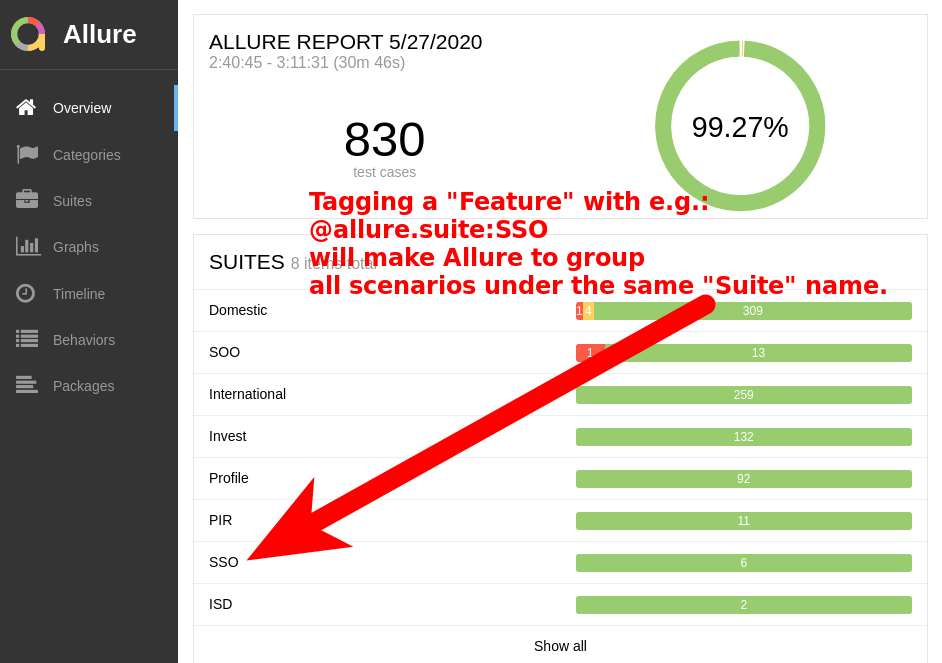 Allure
Overview
Categories
Suites
Graphs
Timeline
Behaviors
Packages
ALLURE REPORT 5/27/2020
2:40:45 - 3:11:31 (30m 46s)
830
test cases
99.27%
Tagging a "Feature" with e.g.:
@allure.suite:SSO
will make Allure to group
all scenarios under the same "Suite" name.
SUITES 8 items total
Domestic 1 4 309
SOO 1 13
International 259
Invest 132
Profile 92
PIR 11
SSO 6
ISD 2
Show all